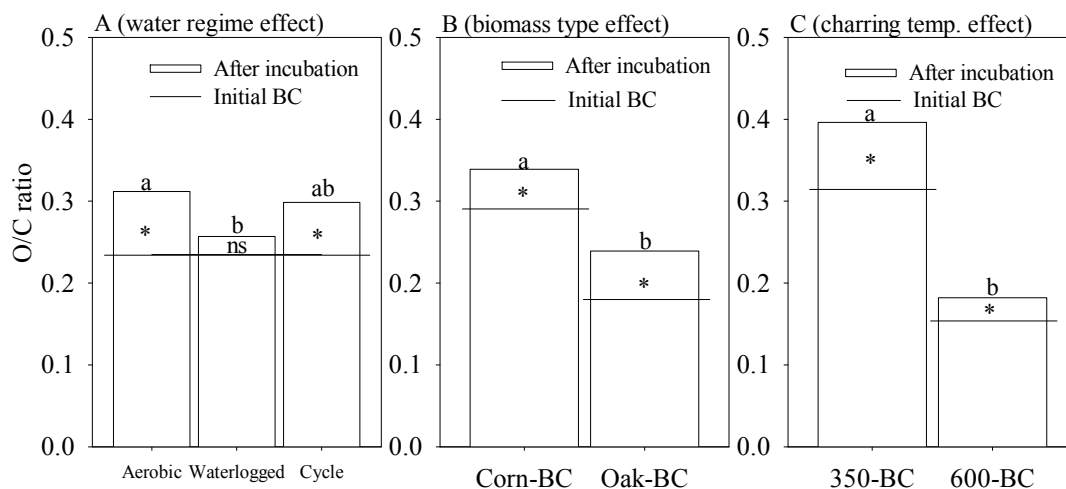 A (water regime effect)
B (biomass type effect)
C (charring temp. effect)
O/C ratio
0.5
0.4
0.3
0.2
0.1
0.0
After incubation
Initial BC
a
b
ab
*
ns
*
Aerobic Waterlogged Cycle
0.5
0.4
0.3
0.2
0.1
0.0
After incubation
Initial BC
a
*
b
*
Corn-BC Oak-BC
0.5
0.4
0.3
0.2
0.1
0.0
After incubation
Initial BC
a
*
b
*
350-BC 600-BC